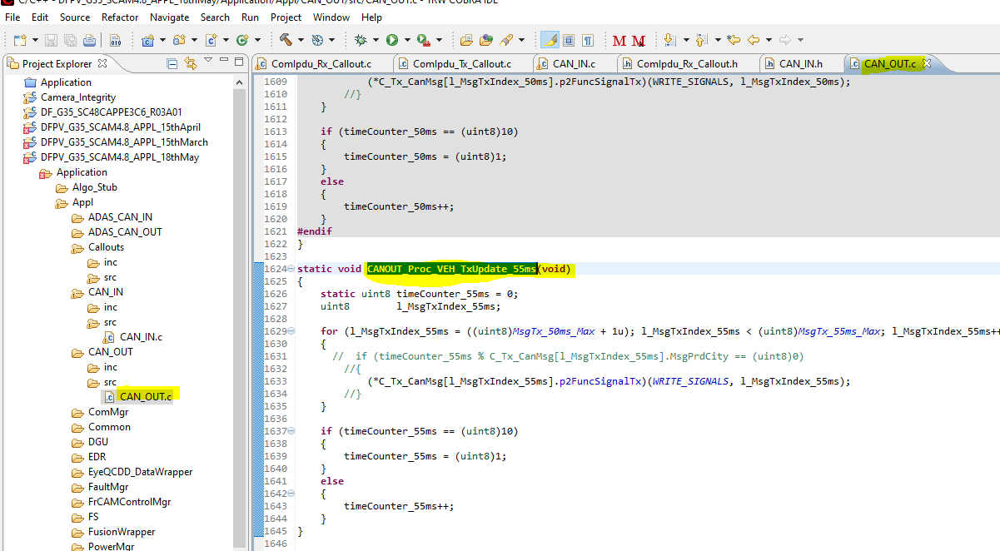 C/C++ - DFPV_G35_SCAM4.8_APPL_18thMay/Application/Appl/CAN_OUT/src/CAN_OUT.c - TRW COBRA IDE
File Edit Source Refactor Navigate Search Run Project Window Help
Project Explorer
ComIpdu_Rx_Callout.c ComIpdu_Tx_Callout.c CAN_IN.c ComIpdu_Rx_Callout.h CAN_IN.h CAN_OUT.c
Application
Camera_Integrity
DF_G35_SC48CAPPE3C6_R03A01
DFPV_G35_SCAM4.8_APPL_15thApril
DFPV_G35_SCAM4.8_APPL_15thMarch
DFPV_G35_SCAM4.8_APPL_18thMay
Application
Algo_Stub
Appl
ADAS_CAN_IN
ADAS_CAN_OUT
Callouts
inc
src
CAN_IN
inc
src
CAN_IN.c
CAN_OUT
inc
src
CAN_OUT.c
ComMgr
Common
DGU
EDR
EyeQCDD_DataWrapper
FaultMgr
FrCAMControlMgr
FS
FusionWrapper
PowerMgr
1609 (*C_Tx_CanMsg[l_MsgTxIndex_50ms].p2FuncSignalTx)(WRITE_SIGNALS, l_MsgTxIndex_50ms);
1610 //}
1611 }
1612
1613 if (timeCounter_50ms == (uint8)10)
1614 {
1615 timeCounter_50ms = (uint8)1;
1616 }
1617 else
1618 {
1619 timeCounter_50ms++;
1620 }
1621 #endif
1622 }
1623
1624 static void CANOUT_Proc_VEH_TxUpdate_55ms(void)
1625 {
1626 static uint8 timeCounter_55ms = 0;
1627 uint8 l_MsgTxIndex_55ms;
1628
1629 for (l_MsgTxIndex_55ms = ((uint8)MsgTx_50ms_Max + 1u); l_MsgTxIndex_55ms < (uint8)MsgTx_55ms_Max; l_MsgTxIndex_55ms++
1630 {
1631 // if (timeCounter_55ms % C_Tx_CanMsg[l_MsgTxIndex_55ms].MsgPrdCity == (uint8)0)
1632 //{
1633 (*C_Tx_CanMsg[l_MsgTxIndex_55ms].p2FuncSignalTx)(WRITE_SIGNALS, l_MsgTxIndex_55ms);
1634 //}
1635 }
1636
1637 if (timeCounter_55ms == (uint8)10)
1638 {
1639 timeCounter_55ms = (uint8)1;
1640 }
1641 else
1642 {
1643 timeCounter_55ms++;
1644 }
1645 }
1646